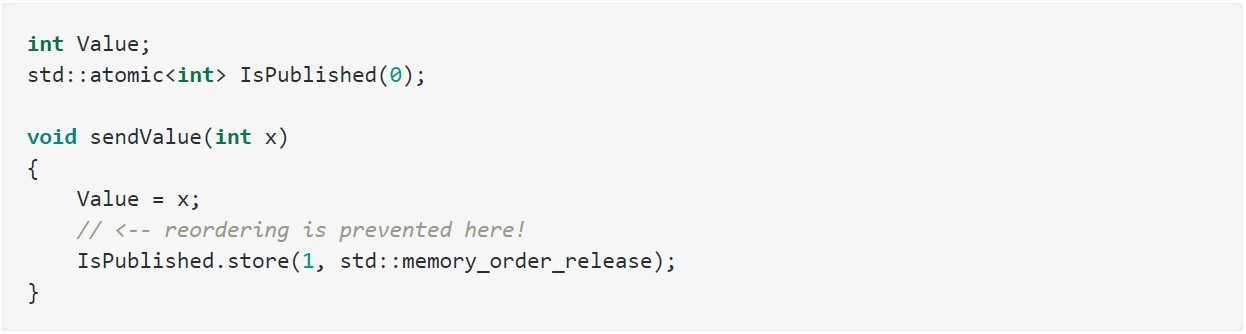 int Value;
std::atomic<int> IsPublished(0);

void sendValue(int x)
{
    Value = x;
    // <-- reordering is prevented here!
    IsPublished.store(1, std::memory_order_release);
}